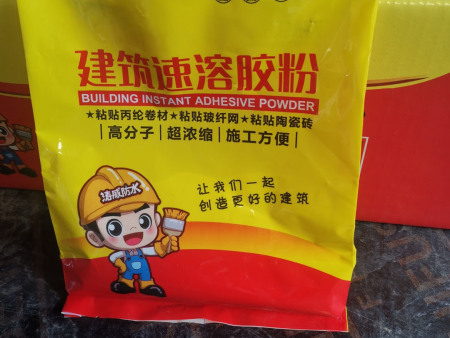 建筑速溶胶粉
BUILDING INSTANT ADHESIVE POWDER
★粘贴丙纶卷材★粘贴玻纤网★粘贴陶瓷砖
|高分子|超浓缩|施工方便|
让我们一起
创造更好的建筑
防水